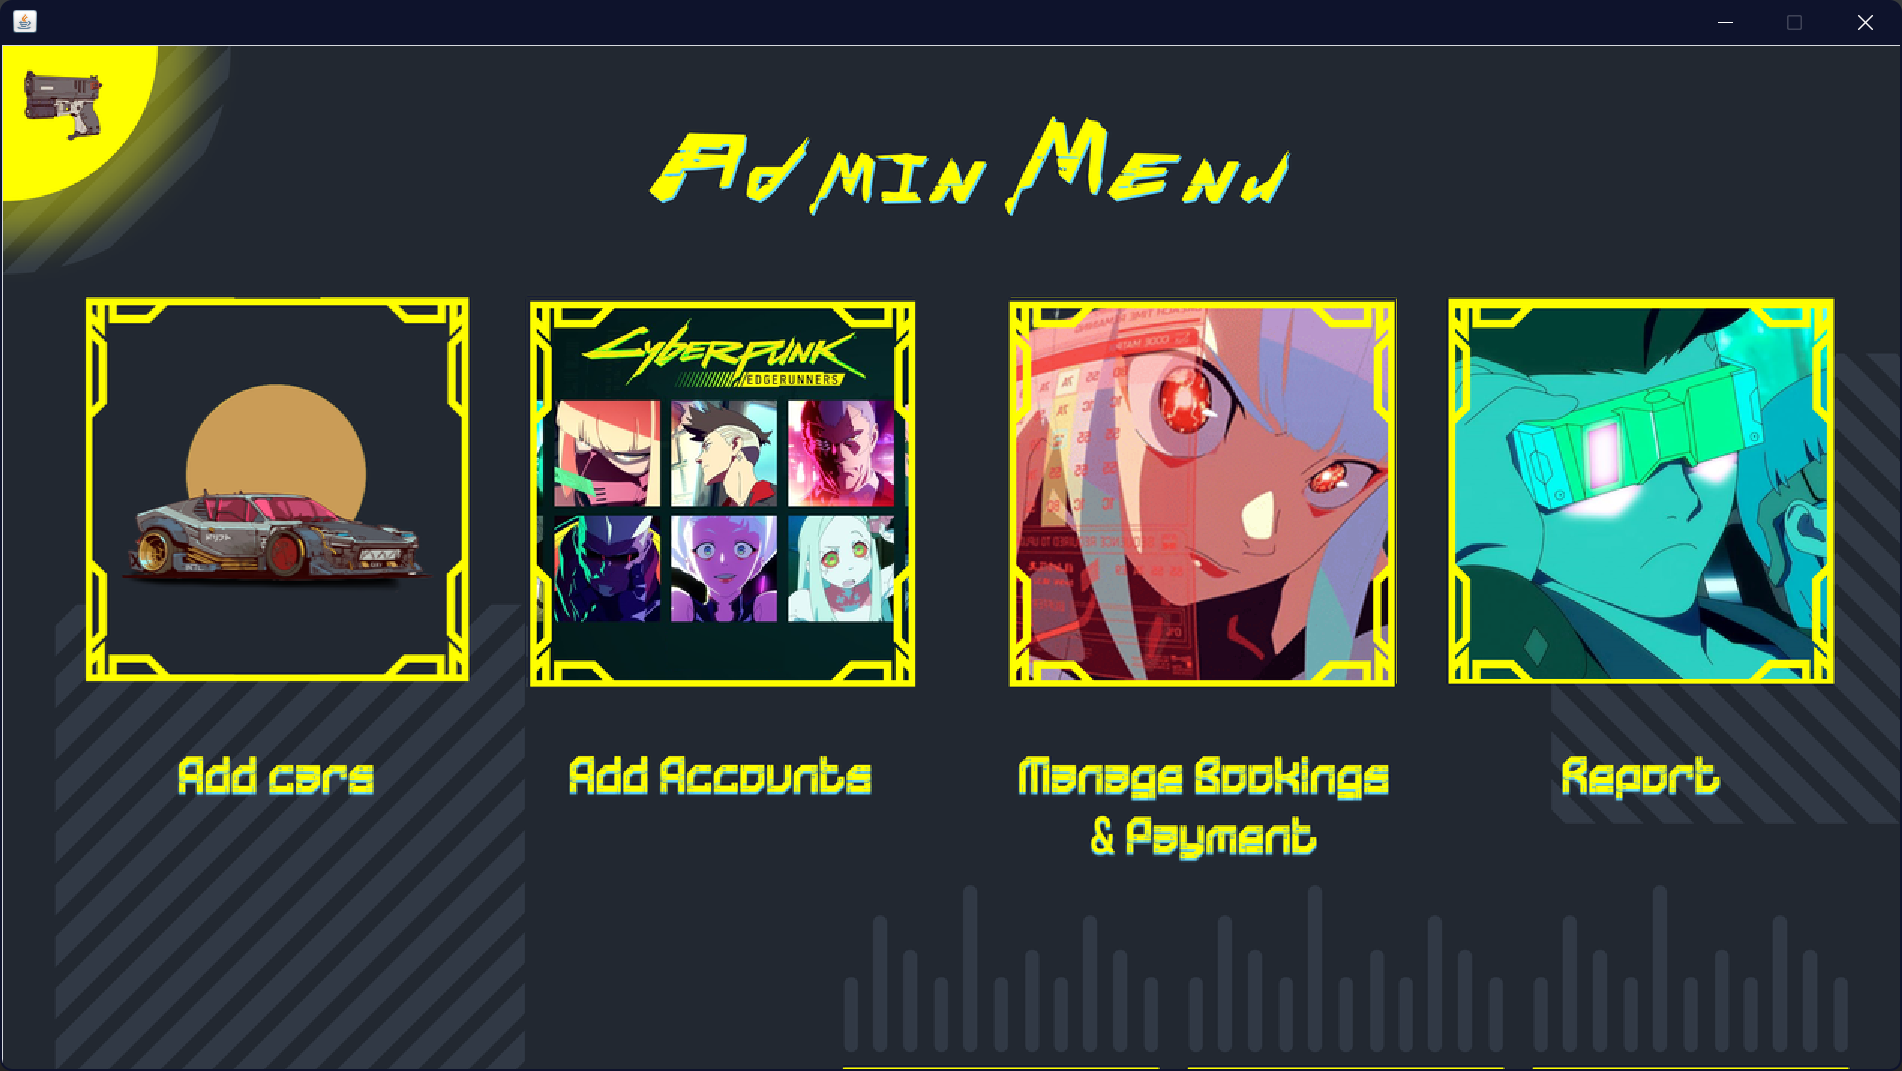 Admin Menu
CYBERPUNK
EDGERUNNERS
Add cars
Add Accounts
Manage Bookings
& Payment
Report